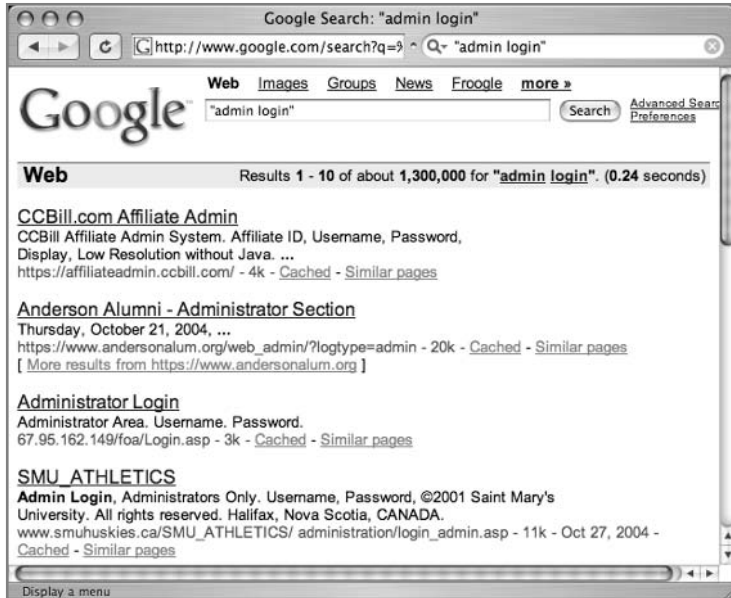 Google Search: "admin login"
G http://www.google.com/search?q=% Q "admin login"
Web Images Groups News Froogle more »
Google™
"admin login" Search Advanced Searc
Preferences
Web Results 1 - 10 of about 1,300,000 for "admin login". (0.24 seconds)
CCBill.com Affiliate Admin
CCBill Affiliate Admin System. Affiliate ID, Username, Password,
Display, Low Resolution without Java. ...
https://affiliateadmin.ccbill.com/ - 4k - Cached - Similar pages
Anderson Alumni - Administrator Section
Thursday, October 21, 2004, ...
https://www.andersonalum.org/web_admin/?logtype=admin - 20k - Cached - Similar pages
[ More results from https://www.andersonalum.org ]
Administrator Login
Administrator Area. Username. Password.
67.95.162.149/foa/Login.asp - 3k - Cached - Similar pages
SMU_ATHLETICS
Admin Login, Administrators Only. Username, Password, ©2001 Saint Mary's
University. All rights reserved. Halifax, Nova Scotia, CANADA.
www.smuhuskies.ca/SMU_ATHLETICS/ administration/login_admin.asp - 11k - Oct 27, 2004 -
Cached - Similar pages
Display a menu